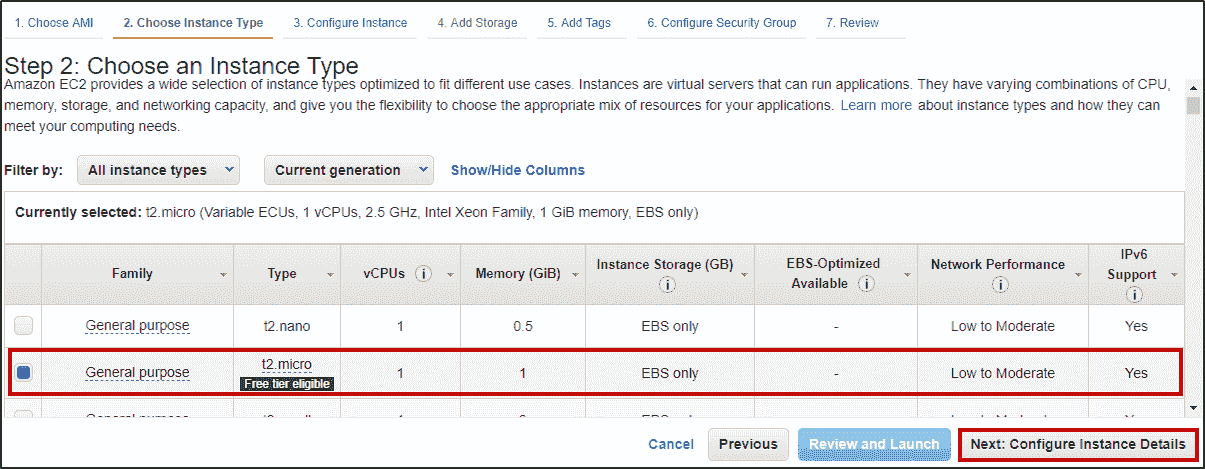 1. Choose AMI 2. Choose Instance Type 3. Configure Instance 4. Add Storage 5. Add Tags 6. Configure Security Group 7. Review
Step 2: Choose an Instance Type
Amazon EC2 provides a wide selection of instance types optimized to fit different use cases. Instances are virtual servers that can run applications. They have varying combinations of CPU,
memory, storage, and networking capacity, and give you the flexibility to choose the appropriate mix of resources for your applications. Learn more about instance types and how they can
meet your computing needs.
Filter by: All instance types Current generation Show/Hide Columns
Currently selected: t2.micro (Variable ECUs, 1 vCPUs, 2.5 GHz, Intel Xeon Family, 1 GiB memory, EBS only)
Family Type vCPUs i Memory (GiB) Instance Storage (GB) i EBS-Optimized Available i Network Performance i IPv6 Support i
General purpose t2.nano 1 0.5 EBS only - Low to Moderate Yes
General purpose t2.micro 1 1 EBS only - Low to Moderate Yes
Free tier eligible
Cancel Previous Review and Launch Next: Configure Instance Details